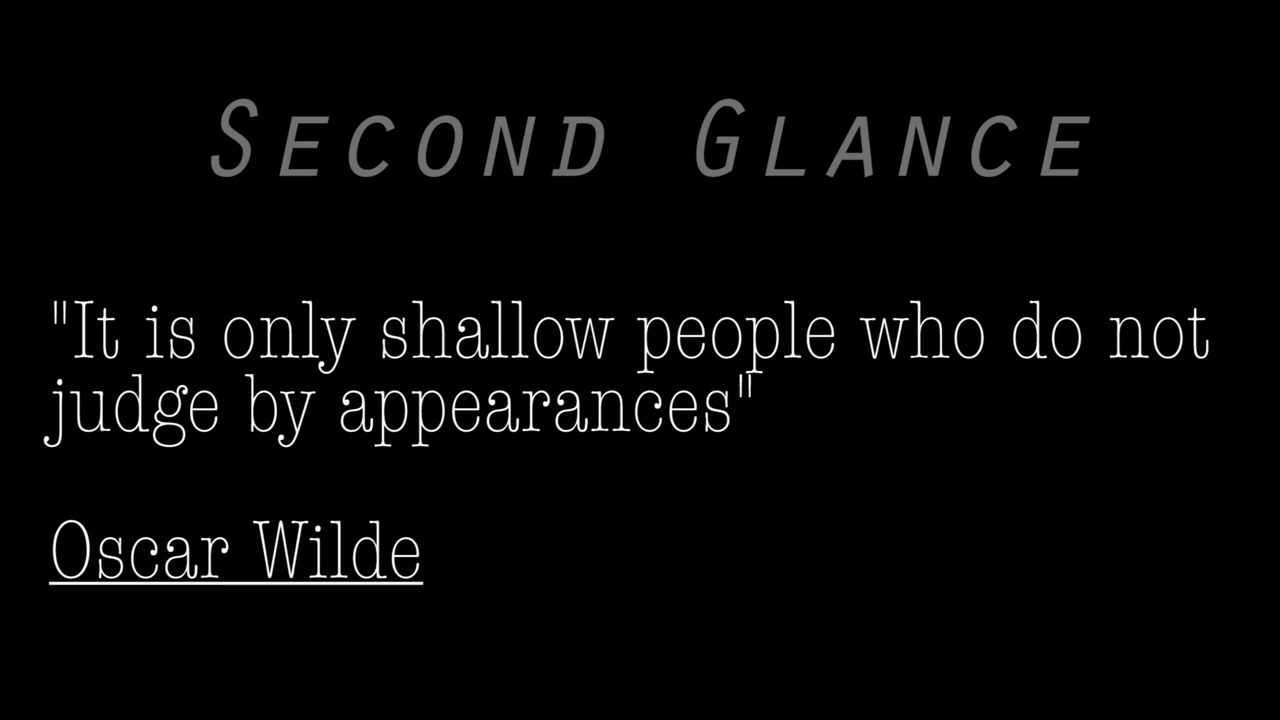 Second Glance
"It is only shallow people who do not
judge by appearances"
Oscar Wilde